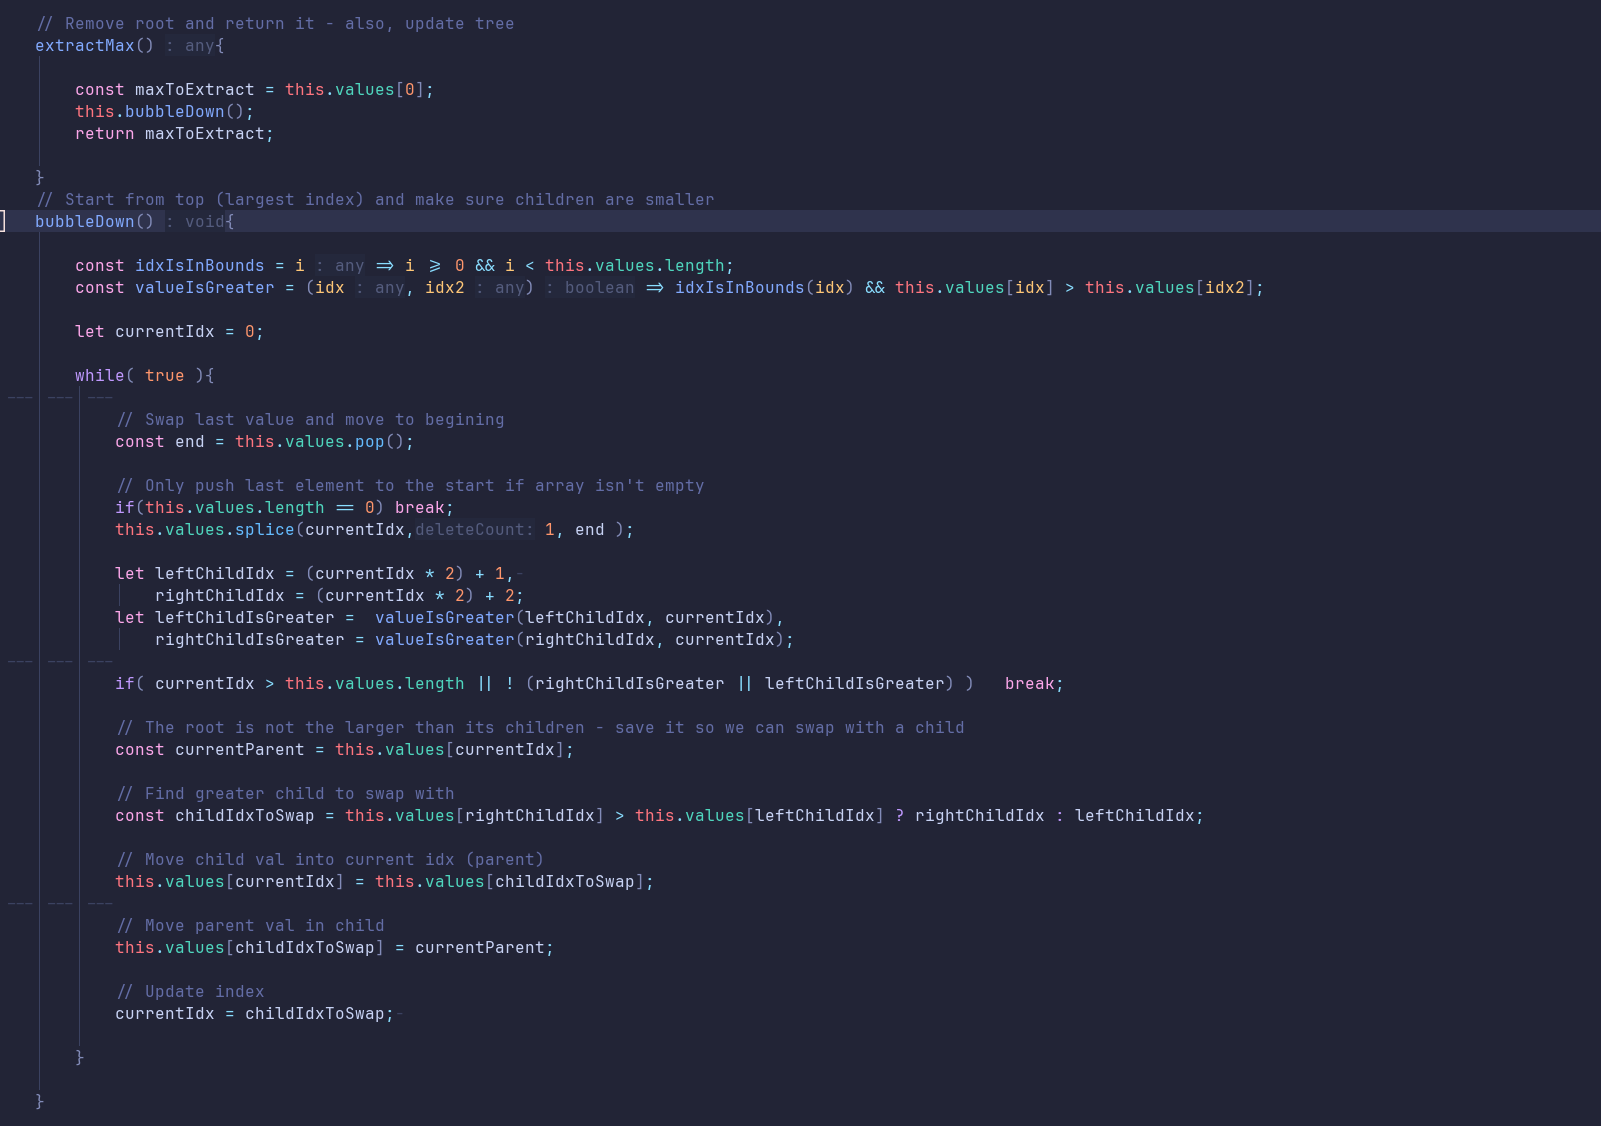 // Remove root and return it - also, update tree
extractMax() : any{
const maxToExtract = this.values[0];
this.bubbleDown();
return maxToExtract;
}
// Start from top (largest index) and make sure children are smaller
bubbleDown() : void{
const idxIsInBounds = i : any => i >= 0 && i < this.values.length;
const valueIsGreater = (idx : any, idx2 : any) : boolean => idxIsInBounds(idx) && this.values[idx] > this.values[idx2];
let currentIdx = 0;
while( true ){
// Swap last value and move to begining
const end = this.values.pop();
// Only push last element to the start if array isn't empty
if(this.values.length == 0) break;
this.values.splice(currentIdx,deleteCount: 1, end );
let leftChildIdx = (currentIdx * 2) + 1,-
rightChildIdx = (currentIdx * 2) + 2;
let leftChildIsGreater =  valueIsGreater(leftChildIdx, currentIdx),
rightChildIsGreater = valueIsGreater(rightChildIdx, currentIdx);
if( currentIdx > this.values.length || ! (rightChildIsGreater || leftChildIsGreater) )   break;
// The root is not the larger than its children - save it so we can swap with a child
const currentParent = this.values[currentIdx];
// Find greater child to swap with
const childIdxToSwap = this.values[rightChildIdx] > this.values[leftChildIdx] ? rightChildIdx : leftChildIdx;
// Move child val into current idx (parent)
this.values[currentIdx] = this.values[childIdxToSwap];
// Move parent val in child
this.values[childIdxToSwap] = currentParent;
// Update index
currentIdx = childIdxToSwap;-
}
}